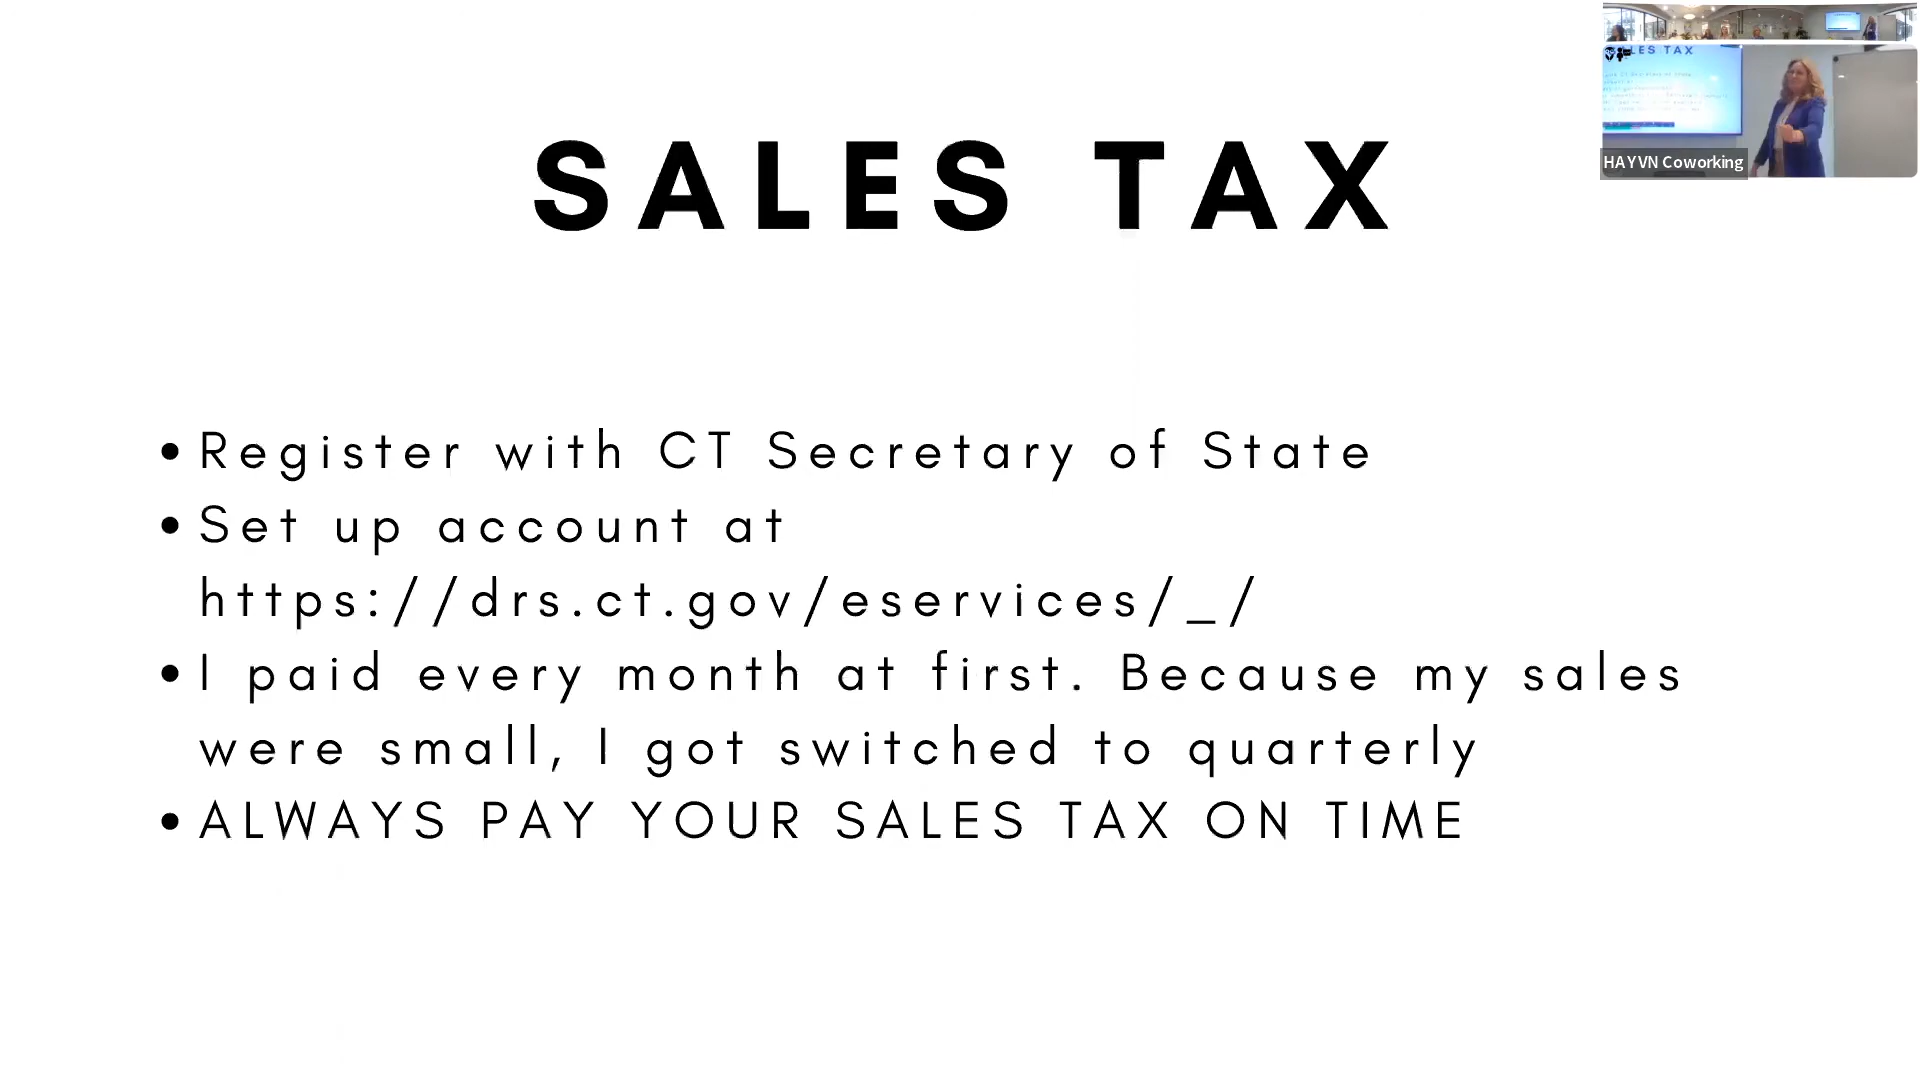 SALES TAX
• Register with CT Secretary of State
• Set up account at
https://drs.ct.gov/eservices/_/
• I paid every month at first. Because my sales
were small, I got switched to quarterly
• ALWAYS PAY YOUR SALES TAX ON TIME
LES TAX
HAYVN Coworking